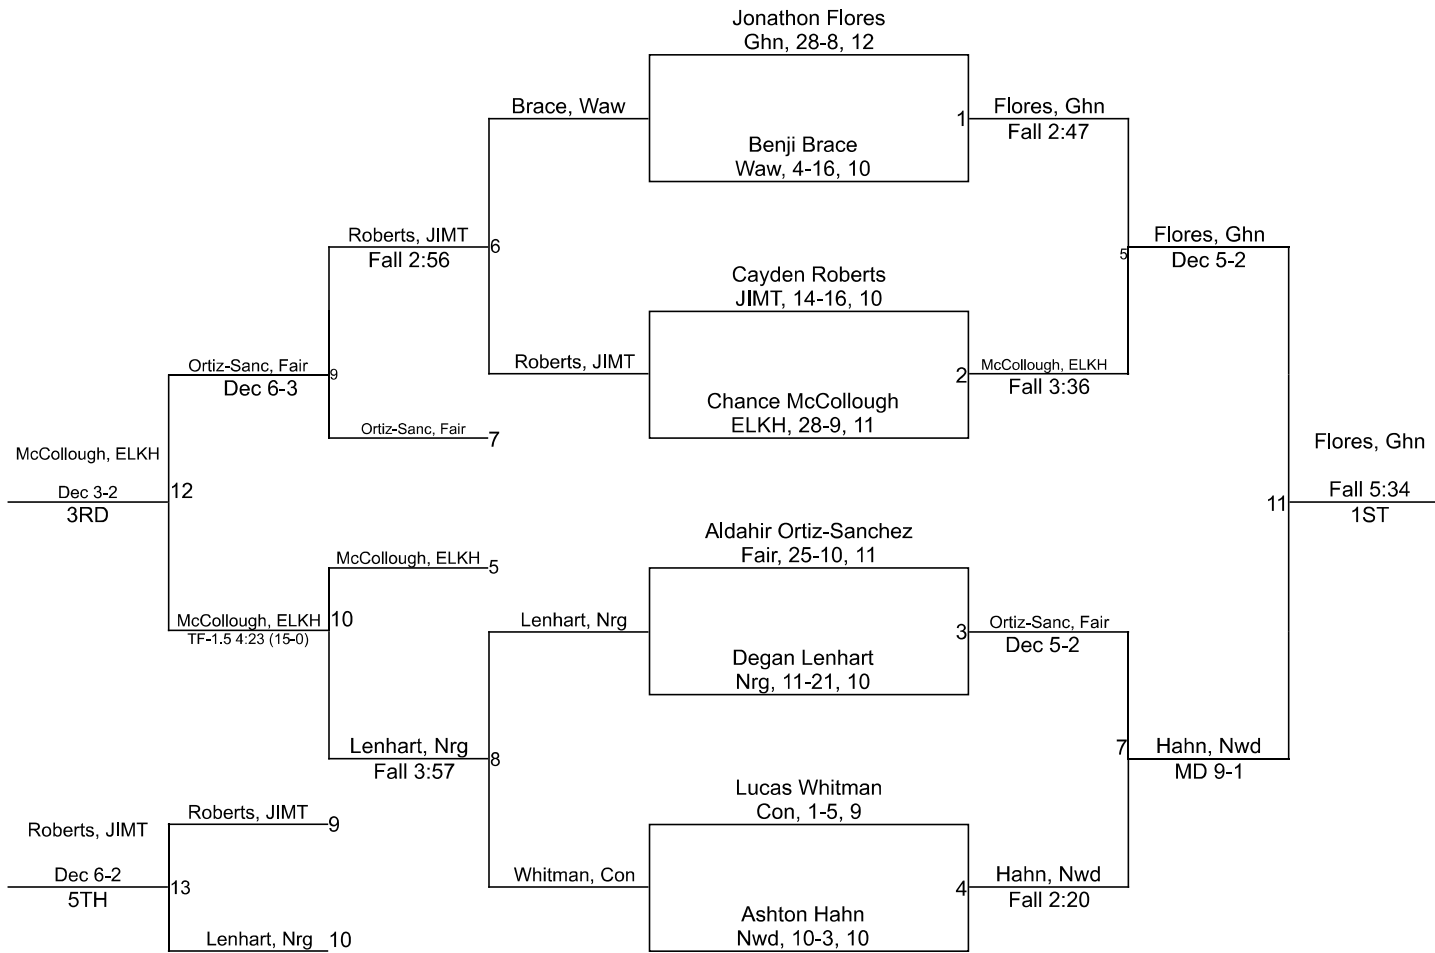 Jonathon Flores
Ghn, 28-8, 12
Brace, Waw
1
Flores, Ghn
Fall 2:47
Benji Brace
Waw, 4-16, 10
Roberts, JIMT
Fall 2:56
6
Flores, Ghn
Dec 5-2
5
Cayden Roberts
JIMT, 14-16, 10
Ortiz-Sanc, Fair
Dec 6-3
9
Roberts, JIMT
2
McCollough, ELKH
Fall 3:36
Chance McCollough
ELKH, 28-9, 11
Ortiz-Sanc, Fair
7
McCollough, ELKH
Dec 3-2
3RD
12
Flores, Ghn
Fall 5:34
1ST
11
Aldahir Ortiz-Sanchez
Fair, 25-10, 11
McCollough, ELKH
5
McCollough, ELKH
TF-1.5 4:23 (15-0)
10
Lenhart, Nrg
3
Ortiz-Sanc, Fair
Dec 5-2
Degan Lenhart
Nrg, 11-21, 10
Lenhart, Nrg
Fall 3:57
8
7
Hahn, Nwd
MD 9-1
Lucas Whitman
Con, 1-5, 9
Roberts, JIMT
9
Roberts, JIMT
Dec 6-2
5TH
13
Whitman, Con
4
Hahn, Nwd
Fall 2:20
Ashton Hahn
Nwd, 10-3, 10
Lenhart, Nrg
10